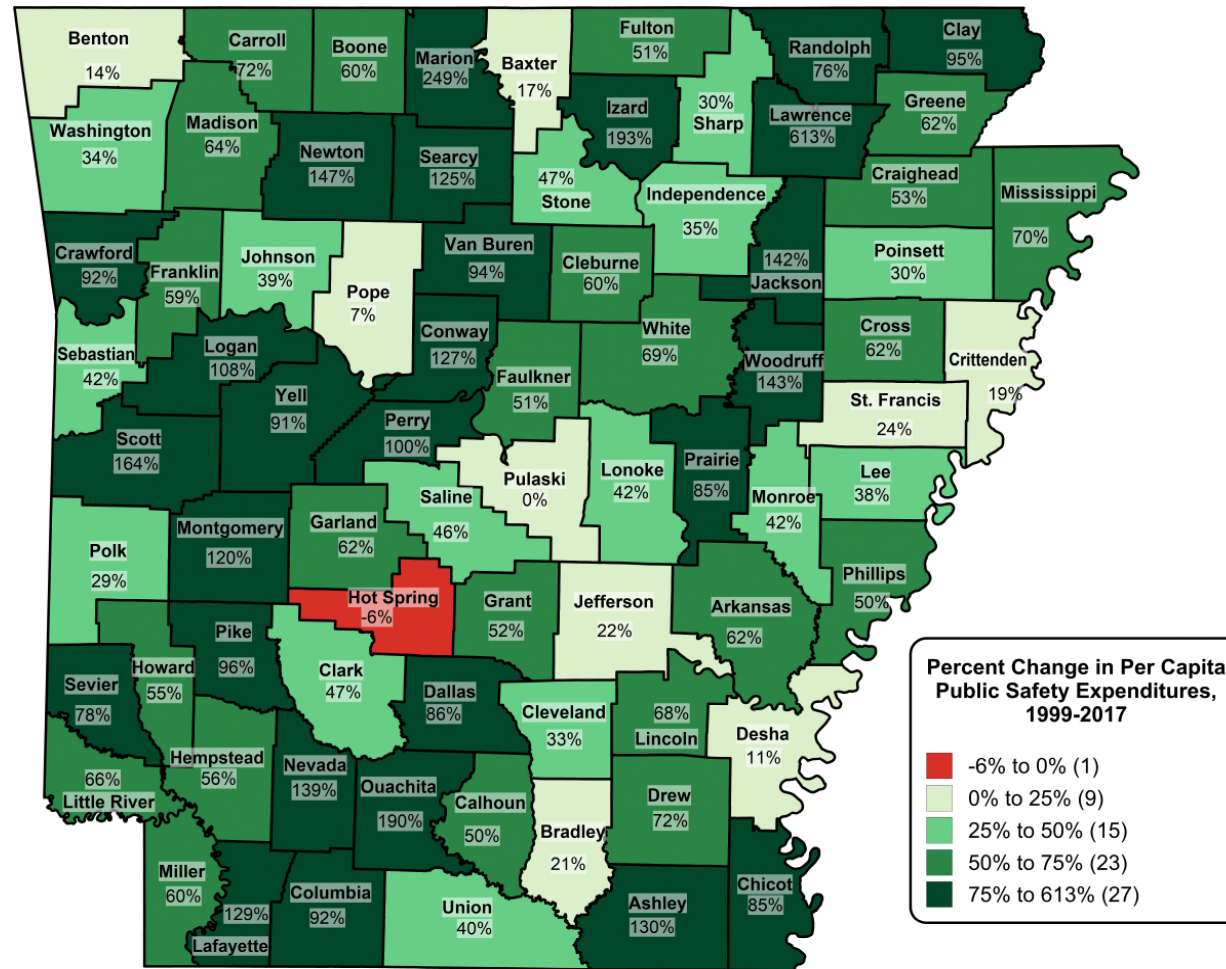 Benton
14%
Carroll
72%
Boone
60%
Marion
249%
Baxter
17%
Fulton
51%
Randolph
76%
Clay
95%
Washington
34%
Madison
64%
Newton
147%
Searcy
125%
Izard
193%
30%
Sharp
Lawrence
613%
Greene
62%
47%
Stone
Independence
35%
Craighead
53%
Mississippi
70%
Crawford
92%
Franklin
59%
Johnson
39%
Pope
7%
Van Buren
94%
Cleburne
60%
142%
Jackson
Poinsett
30%
Sebastian
42%
Logan
108%
Conway
127%
White
69%
Woodruff
143%
Cross
62%
Crittenden
19%
Yell
91%
Faulkner
51%
St. Francis
24%
Scott
164%
Perry
100%
Pulaski
0%
Lonoke
42%
Prairie
85%
Monroe
42%
Lee
38%
Polk
29%
Montgomery
120%
Garland
62%
Saline
46%
Phillips
50%
Hot Spring
-6%
Grant
52%
Jefferson
22%
Arkansas
62%
Sevier
78%
Howard
55%
Pike
96%
Clark
47%
Dallas
86%
Cleveland
33%
68%
Lincoln
Desha
11%
66%
Little River
Hempstead
56%
Nevada
139%
Ouachita
190%
Calhoun
50%
Bradley
21%
Drew
72%
Miller
60%
129%
Lafayette
Columbia
92%
Union
40%
Ashley
130%
Chicot
85%
Percent Change in Per Capita
Public Safety Expenditures,
1999-2017
-6% to 0% (1)
0% to 25% (9)
25% to 50% (15)
50% to 75% (23)
75% to 613% (27)